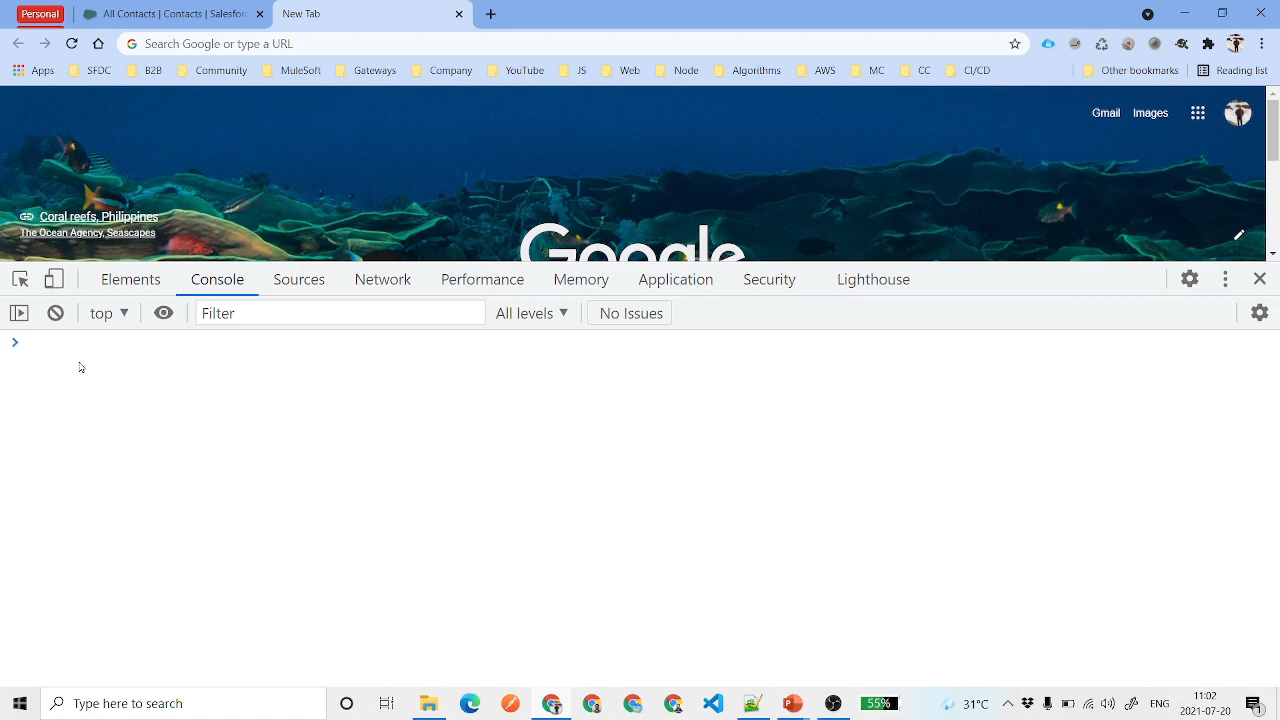 Personal
All Contacts | Contacts | Salesforc
New Tab
Search Google or type a URL
Apps
SFDC
B2B
Community
MuleSoft
Gateways
Company
YouTube
JS
Web
Node
Algorithms
AWS
MC
CC
CI/CD
Other bookmarks
Reading list
Gmail
Images
Coral reefs, Philippines
The Ocean Agency, Seascapes
Google
Elements
Console
Sources
Network
Performance
Memory
Application
Security
Lighthouse
top
Filter
All levels
No Issues
Type here to search
55%
31°C
ENG
11:02
2021-07-20
1